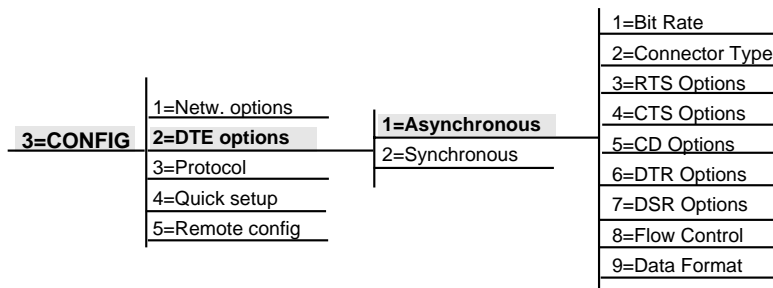 3=CONFIG
1=Netw. options
2=DTE options
3=Protocol
4=Quick setup
5=Remote config
1=Asynchronous
2=Synchronous
1=Bit Rate
2=Connector Type
3=RTS Options
4=CTS Options
5=CD Options
6=DTR Options
7=DSR Options
8=Flow Control
9=Data Format